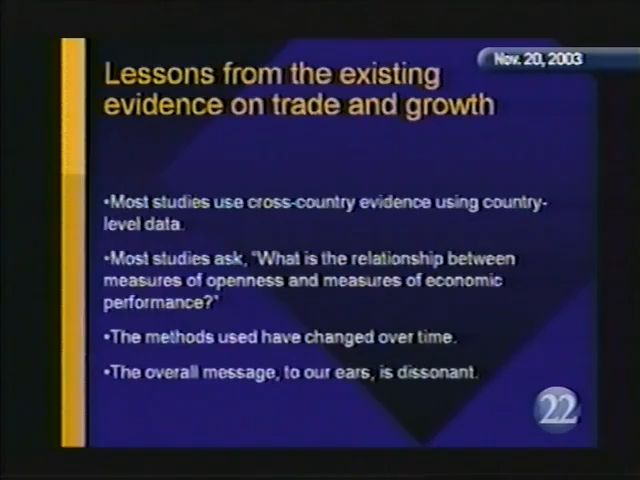 Nov. 20, 2003
Lessons from the existing
evidence on trade and growth
•Most studies use cross-country evidence using country-
level data.
•Most studies ask, "What is the relationship between
measures of openness and measures of economic
performance?"
•The methods used have changed over time.
•The overall message, to our ears, is dissonant.
22